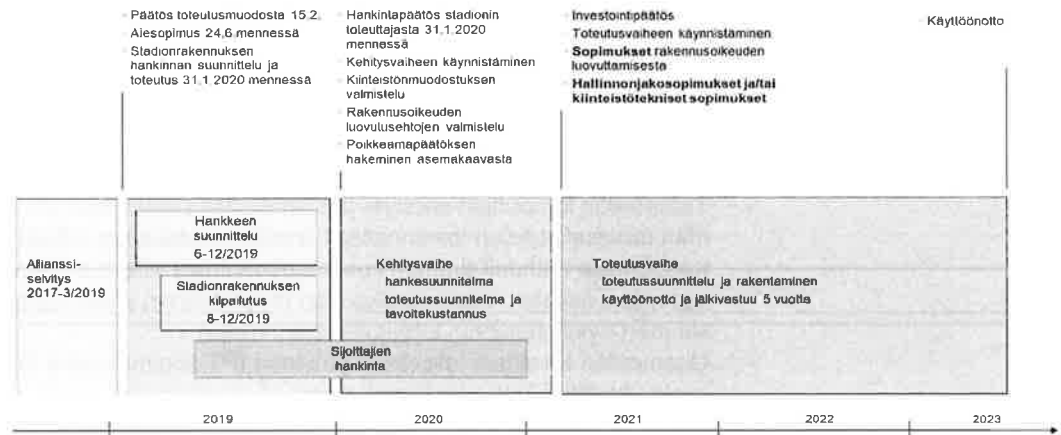 Päätös toteutusmuodosta 15.2.
Aiesopimus 24.6 mennessä
Stadionrakennuksen
hankinnan suunnittelu ja
toteutus 31.1.2020 mennessä
Hankintapäätös stadionin
toteuttajasta 31.1.2020
mennessä
Kehitysvaiheen käynnistäminen
Kiinteistönmuodostuksen
valmistelu
Rakennusoikeuden
luovutusehtojen valmistelu
Poikkeamapäätöksen
hakeminen asemakaavasta
Investointipäätös
Toteutusvaiheen käynnistäminen
Sopimukset rakennusoikeuden
luovuttamisesta
Hallinnonjakosopimukset ja/tai
kiinteistötekniset sopimukset
Käyttöönotto
Allianssi-
selvitys
2017-3/2019
Hankkeen
suunnittelu
6-12/2019
Stadionrakennuksen
kilpailutus
8-12/2019
Sijoittajien
hankinta
Kehitysvaihe
hankesuunnitelma
toteutussuunnitelma ja
tavoitekustannus
Toteutusvaihe
toteutussuunnittelu ja rakentaminen
käyttöönotto ja jälkivastuu 5 vuotta
2019
2020
2021
2022
2023